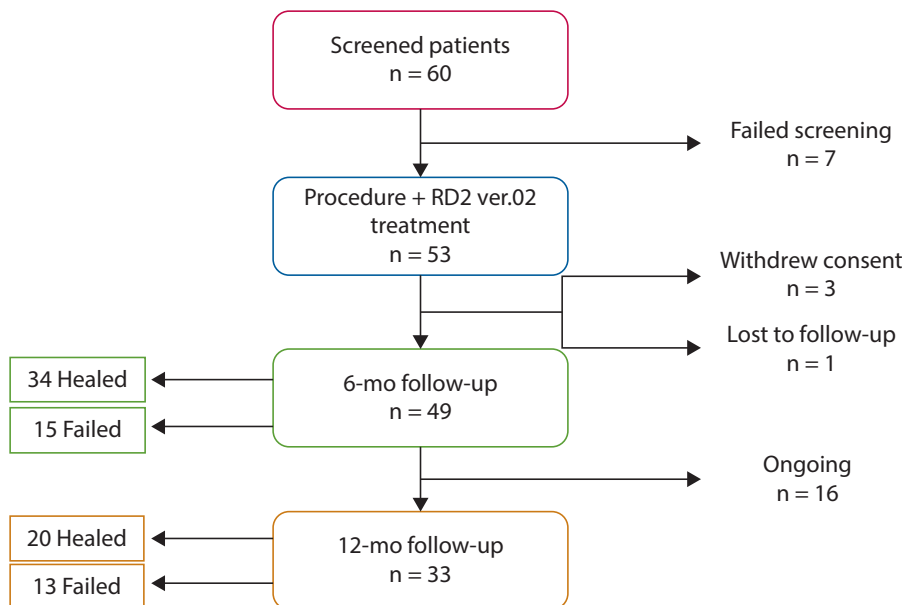 Screened patients
n = 60
Failed screening
n = 7
Procedure + RD2 ver.02
treatment
n = 53
Withdrew consent
n = 3
Lost to follow-up
n = 1
34 Healed
15 Failed
6-mo follow-up
n = 49
Ongoing
n = 16
20 Healed
13 Failed
12-mo follow-up
n = 33